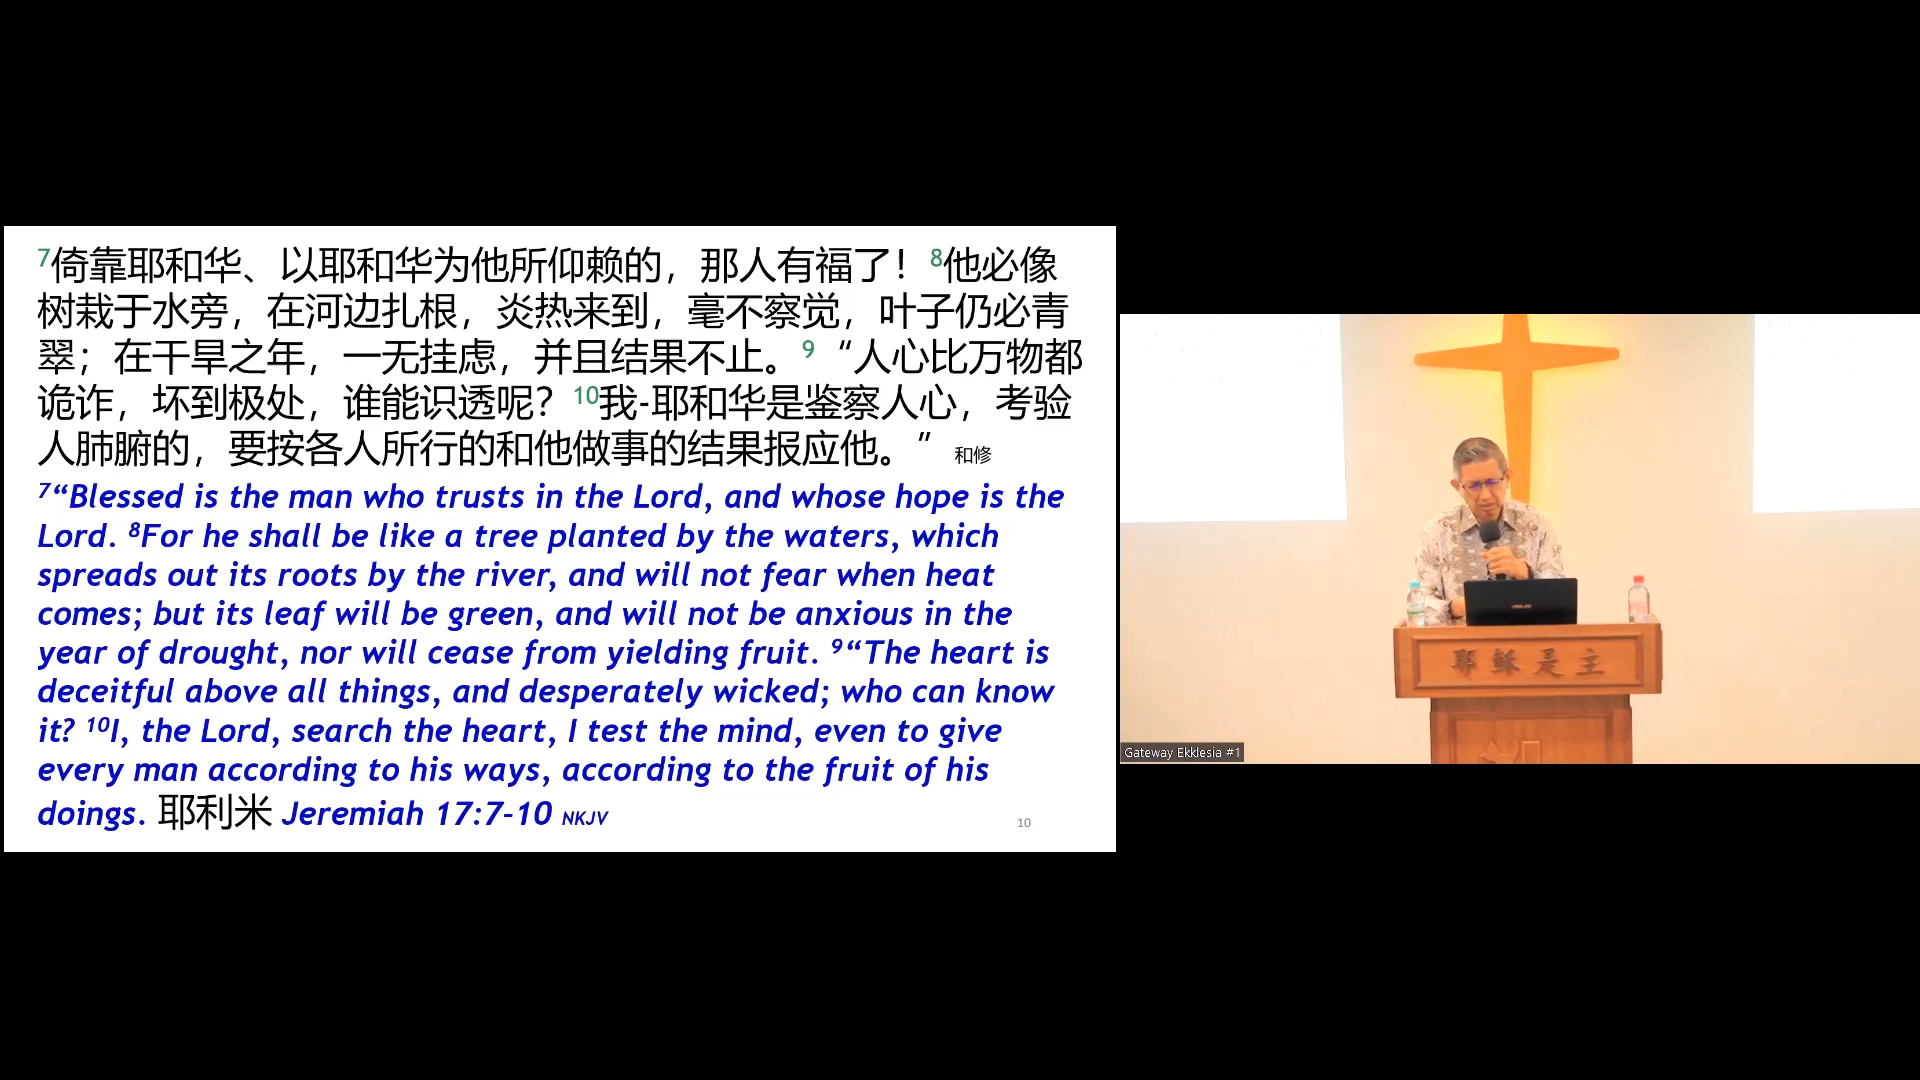 7倚靠耶和华、以耶和华为他所仰赖的，那人有福了！8他必像
树栽于水旁，在河边扎根，炎热来到，毫不察觉，叶子仍必青
翠；在干旱之年，一无挂虑，并且结果不止。9 “人心比万物都
诡诈，坏到极处，谁能识透呢？10我-耶和华是鉴察人心，考验
人肺腑的，要按各人所行的和他做事的结果报应他。” 和修
7“Blessed is the man who trusts in the Lord, and whose hope is the
Lord. 8For he shall be like a tree planted by the waters, which
spreads out its roots by the river, and will not fear when heat
comes; but its leaf will be green, and will not be anxious in the
year of drought, nor will cease from yielding fruit. 9“The heart is
deceitful above all things, and desperately wicked; who can know
it? 10I, the Lord, search the heart, I test the mind, even to give
every man according to his ways, according to the fruit of his
doings. 耶利米 Jeremiah 17:7-10 NKJV
10
ASUS
耶稣是主
Gateway Ekklesia #1